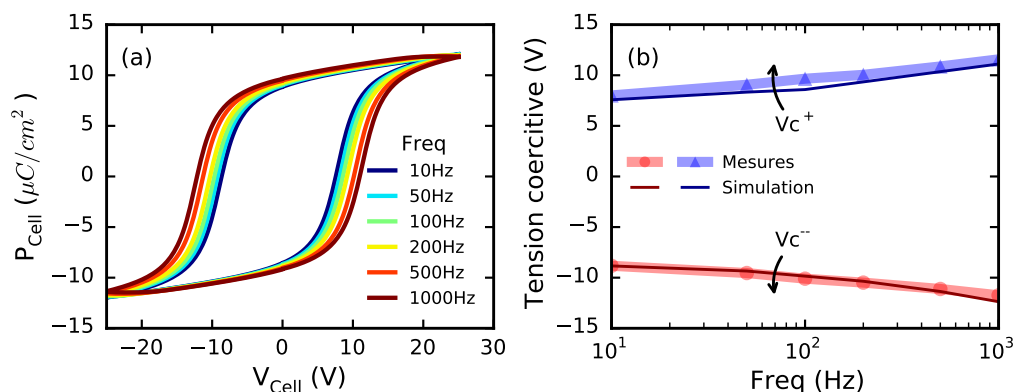 (a)
P_Cell (μC/cm²)
15
10
5
0
−5
−10
−15
Freq
10Hz
50Hz
100Hz
200Hz
500Hz
1000Hz
−20 −10 0 10 20 30
V_Cell (V)
(b)
Tension coercitive (V)
15
10
5
0
−5
−10
−15
Vc⁺
Mesures
Simulation
Vc⁻⁻
10¹ 10² 10³
Freq (Hz)